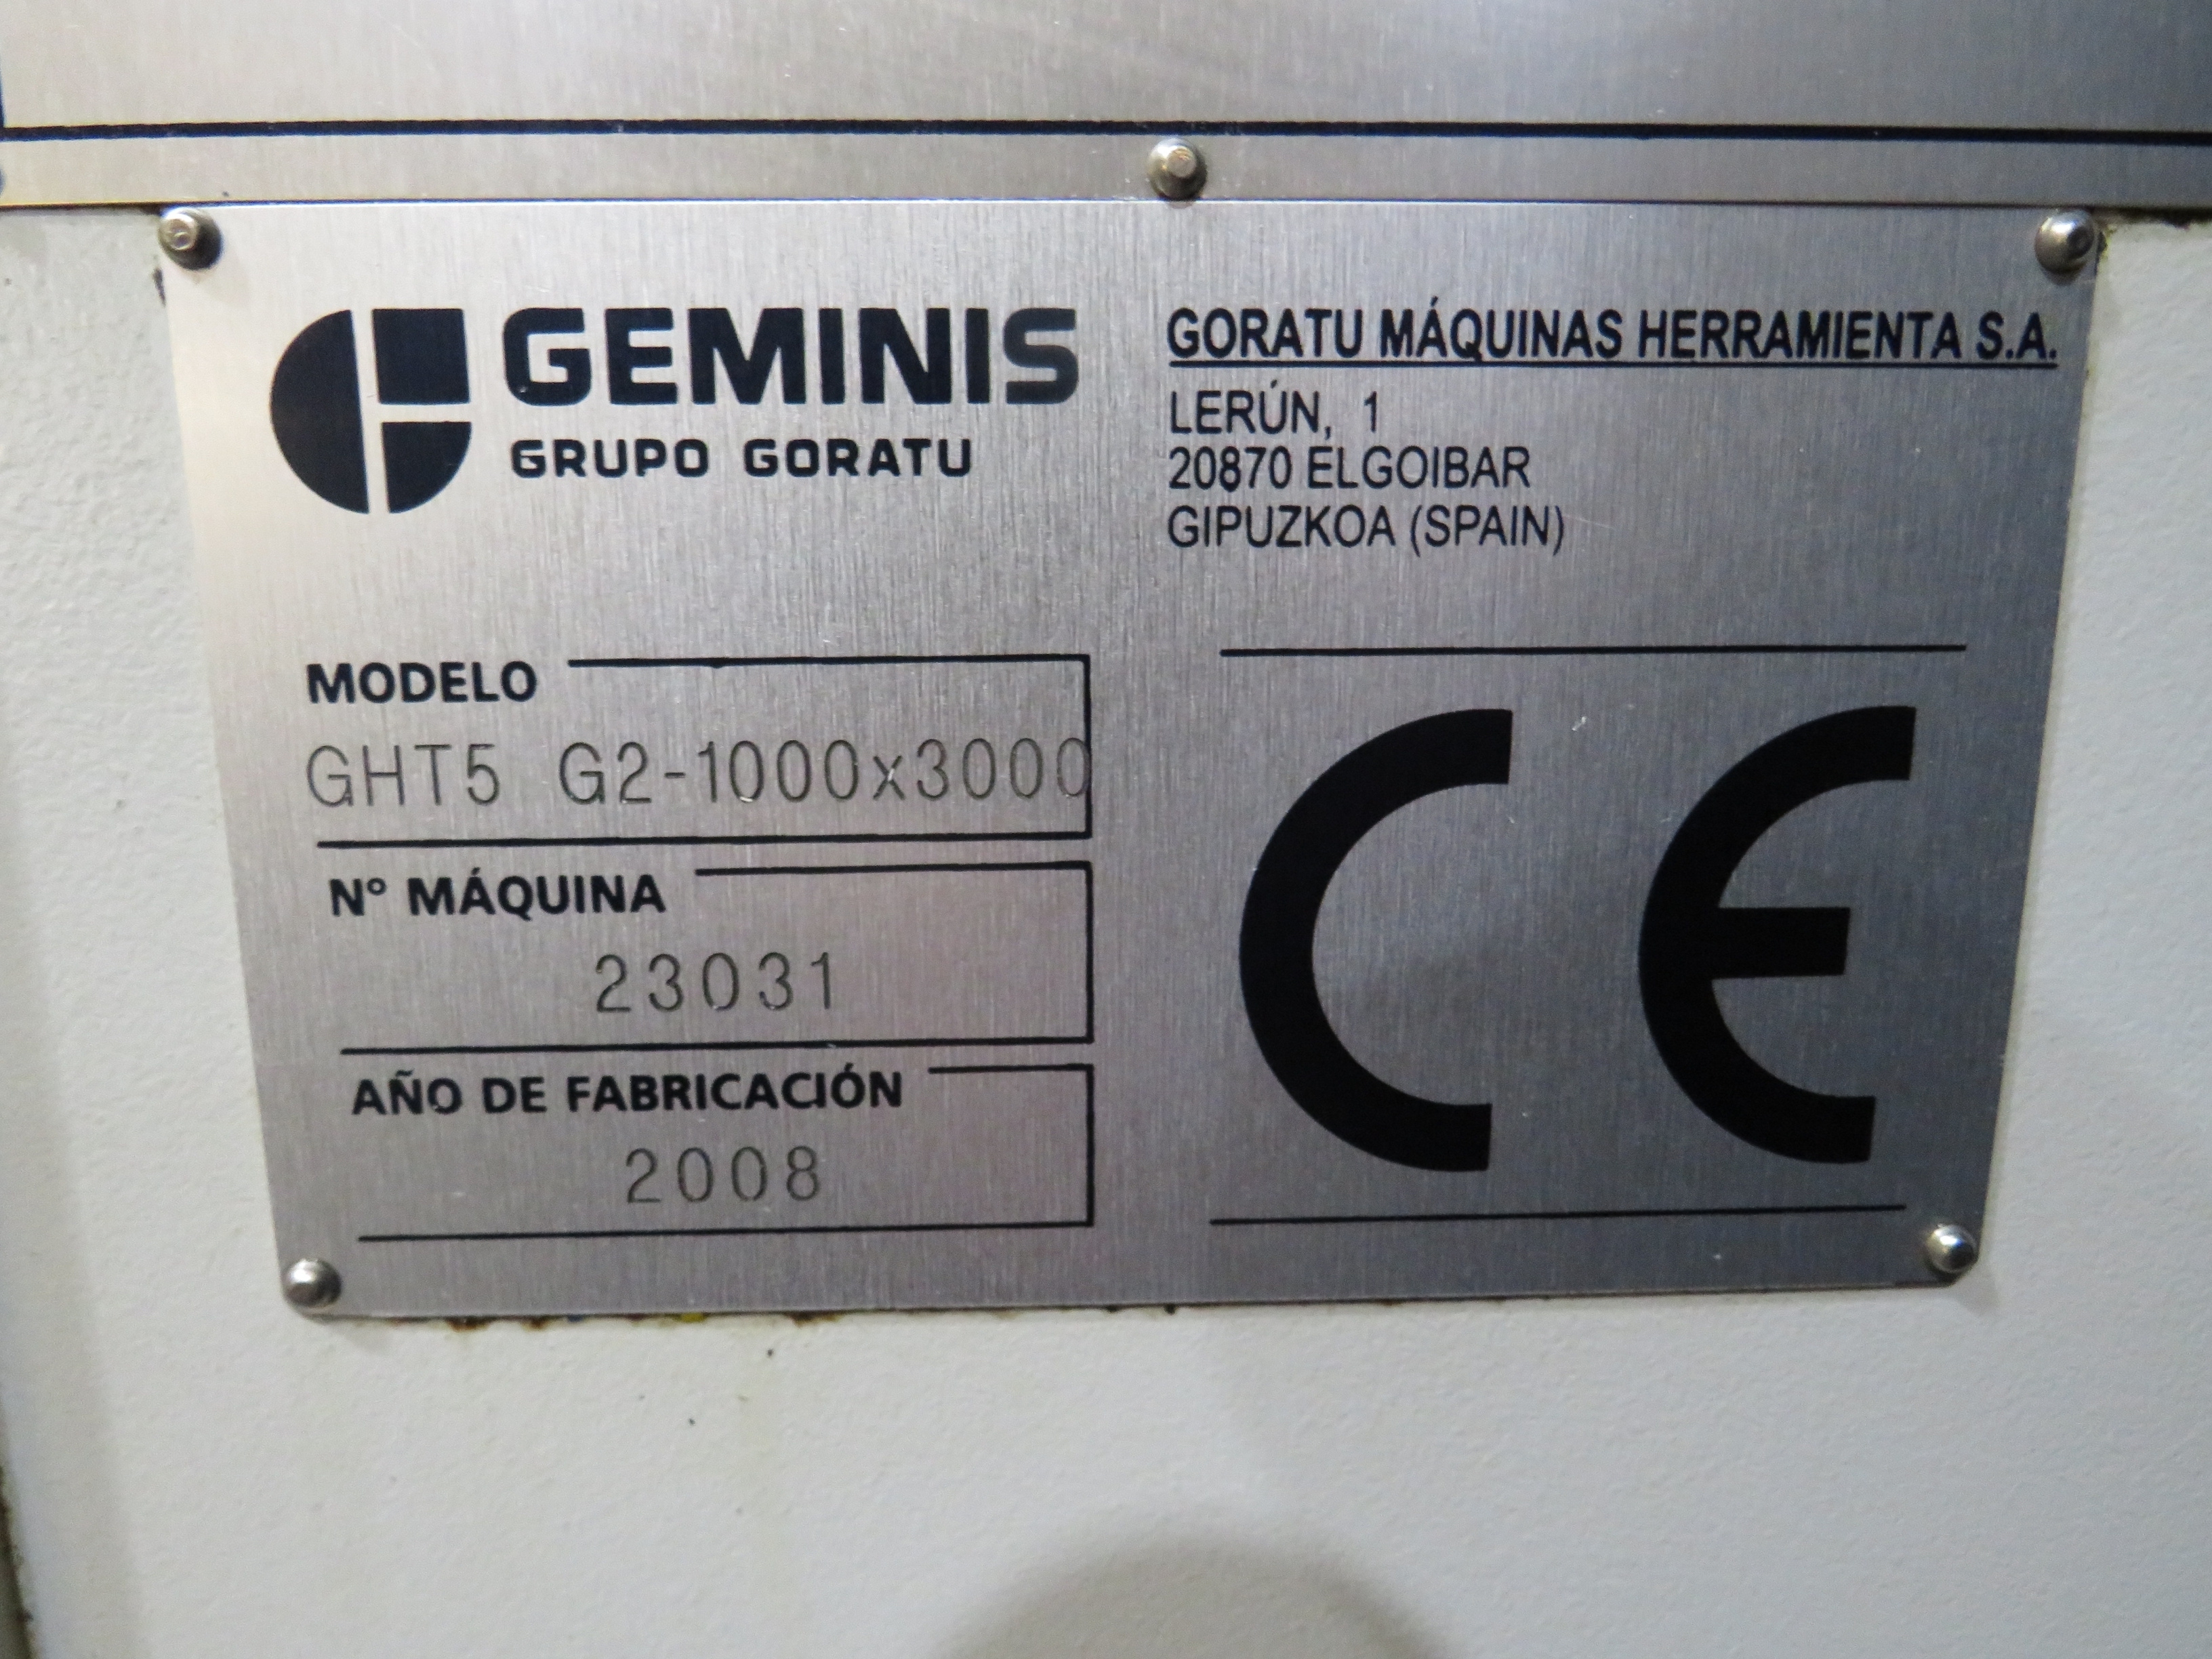 GEMINIS
GRUPO GORATU
GORATU MÁQUINAS HERRAMIENTA S.A.
LERÚN, 1
20870 ELGOIBAR
GIPUZKOA (SPAIN)
MODELO
GHT5 G2-1000x3000
Nº MÁQUINA
23031
AÑO DE FABRICACIÓN
2008
CE